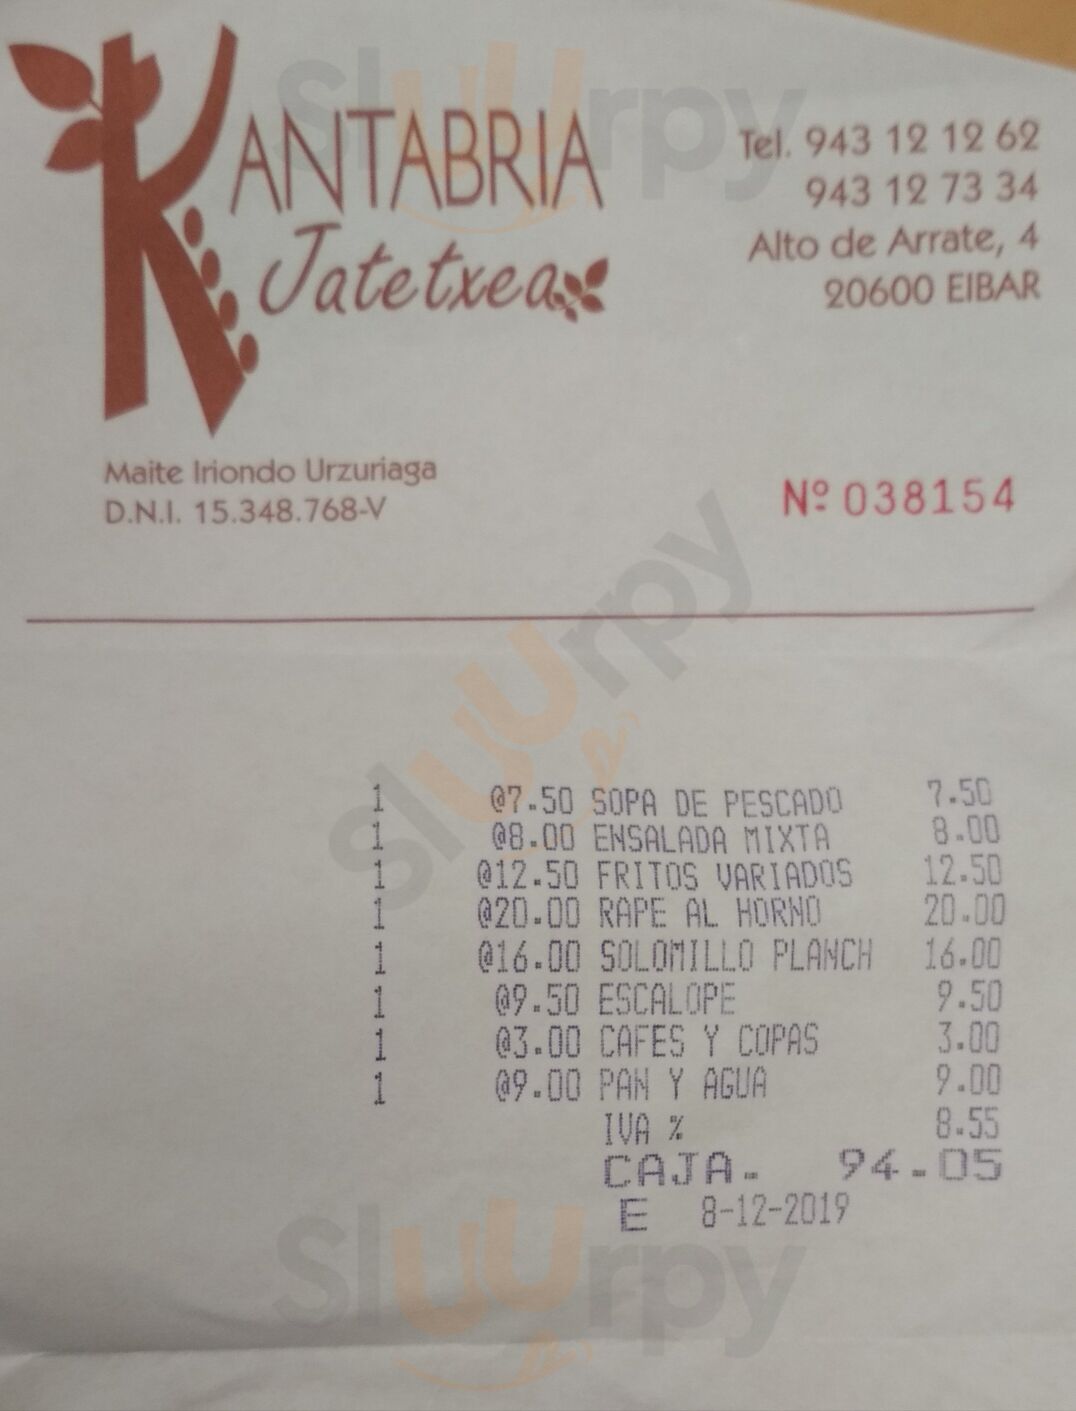 KANTABRIA
Jatetxea
Tel. 943 12 12 62
943 12 73 34
Alto de Arrate, 4
20600 EIBAR
Maite Iriondo Urzuriaga
D.N.I. 15.348.768-V
Nº 038154
1 @7.50 SOPA DE PESCADO 7.50
1 @8.00 ENSALADA MIXTA 8.00
1 @12.50 FRITOS VARIADOS 12.50
1 @20.00 RAPE AL HORNO 20.00
1 @16.00 SOLOMILLO PLANCH 16.00
1 @9.50 ESCALOPE 9.50
1 @3.00 CAFES Y COPAS 3.00
1 @9.00 PAN Y AGUA 9.00
IVA % 8.55
CAJA. 94.05
E 8-12-2019
Sluurpy
Sluurpy
Sluurpy